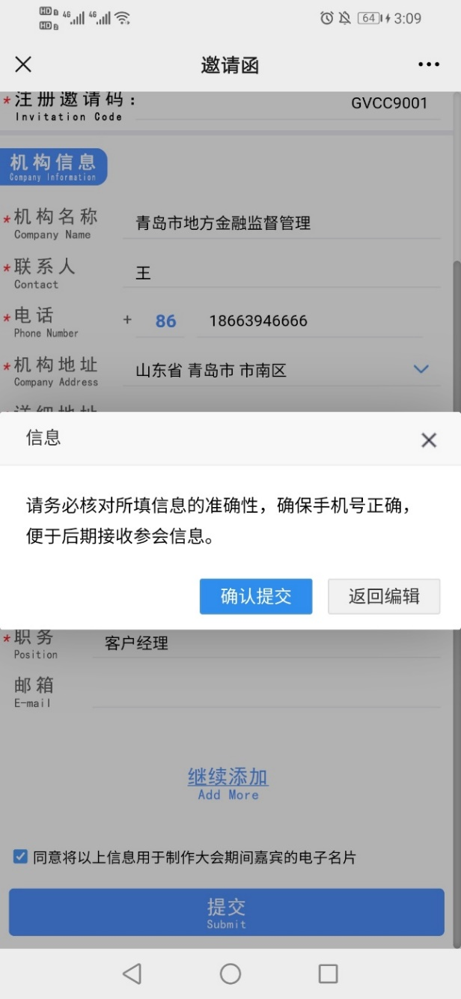 HD 2 4G 4G
HD 2
64 3:09
邀请函
*注册邀请码：
GVCC9001
Invitation Code
机构信息
Company Information
*机构名称
青岛市地方金融监督管理
Company Name
*联系人
王
Contact
*电话
+ 86 18663946666
Phone Number
*机构地址
山东省 青岛市 市南区
Company Address
信息
请务必核对所填信息的准确性，确保手机号正确，
便于后期接收参会信息。
确认提交 返回编辑
*职务
客户经理
Position
邮箱
E-mail
继续添加
Add More
同意将以上信息用于制作大会期间嘉宾的电子名片
提交
Submit